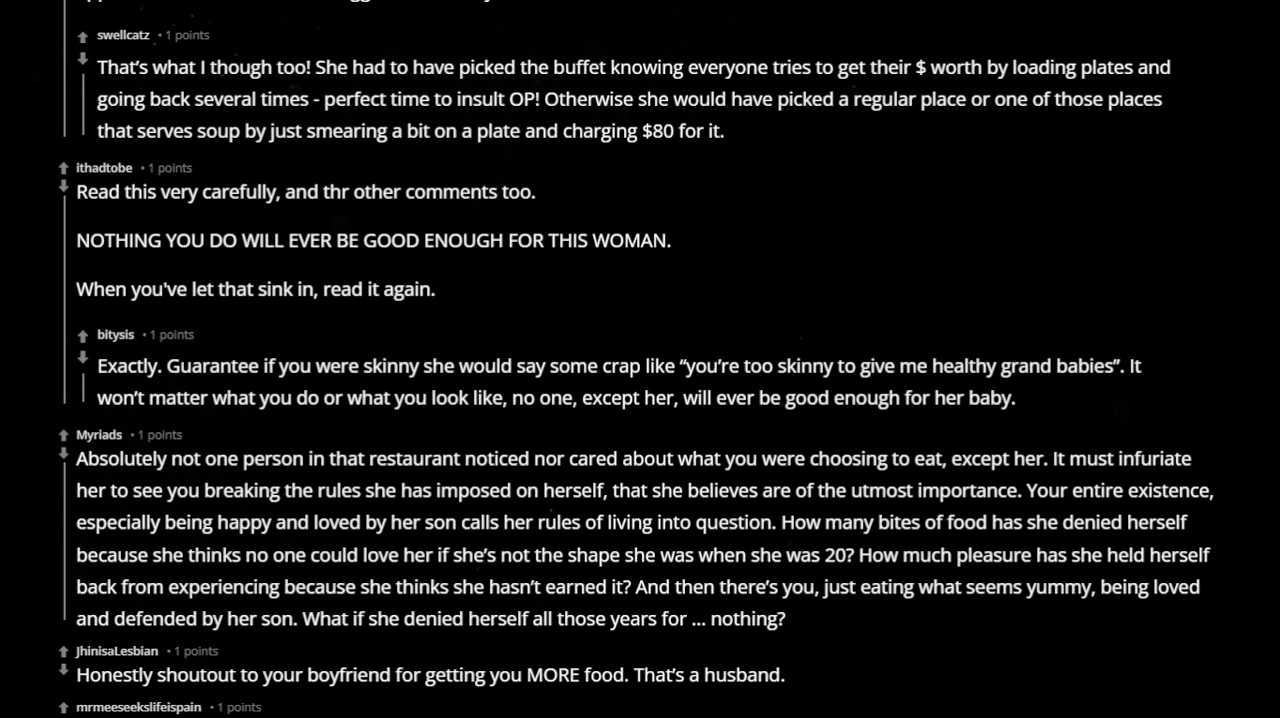 swellcatz • 1 points
That’s what I though too! She had to have picked the buffet knowing everyone tries to get their $ worth by loading plates and
going back several times - perfect time to insult OP! Otherwise she would have picked a regular place or one of those places
that serves soup by just smearing a bit on a plate and charging $80 for it.
ithadtobe • 1 points
Read this very carefully, and thr other comments too.
NOTHING YOU DO WILL EVER BE GOOD ENOUGH FOR THIS WOMAN.
When you've let that sink in, read it again.
bitysis • 1 points
Exactly. Guarantee if you were skinny she would say some crap like “you’re too skinny to give me healthy grand babies”. It
won’t matter what you do or what you look like, no one, except her, will ever be good enough for her baby.
Myriads • 1 points
Absolutely not one person in that restaurant noticed nor cared about what you were choosing to eat, except her. It must infuriate
her to see you breaking the rules she has imposed on herself, that she believes are of the utmost importance. Your entire existence,
especially being happy and loved by her son calls her rules of living into question. How many bites of food has she denied herself
because she thinks no one could love her if she’s not the shape she was when she was 20? How much pleasure has she held herself
back from experiencing because she thinks she hasn’t earned it? And then there’s you, just eating what seems yummy, being loved
and defended by her son. What if she denied herself all those years for ... nothing?
JhinisaLesbian • 1 points
Honestly shoutout to your boyfriend for getting you MORE food. That’s a husband.
mrmeeseekslifeispain • 1 points